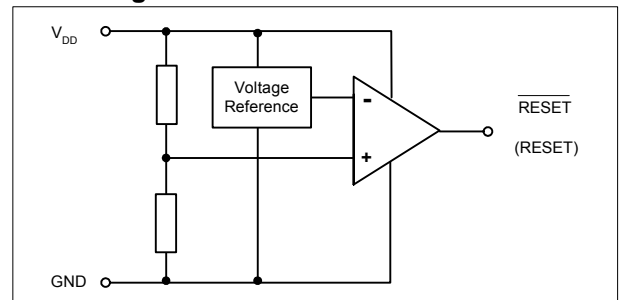 V_DD
Voltage
Reference
-
+
RESET
(RESET)
GND